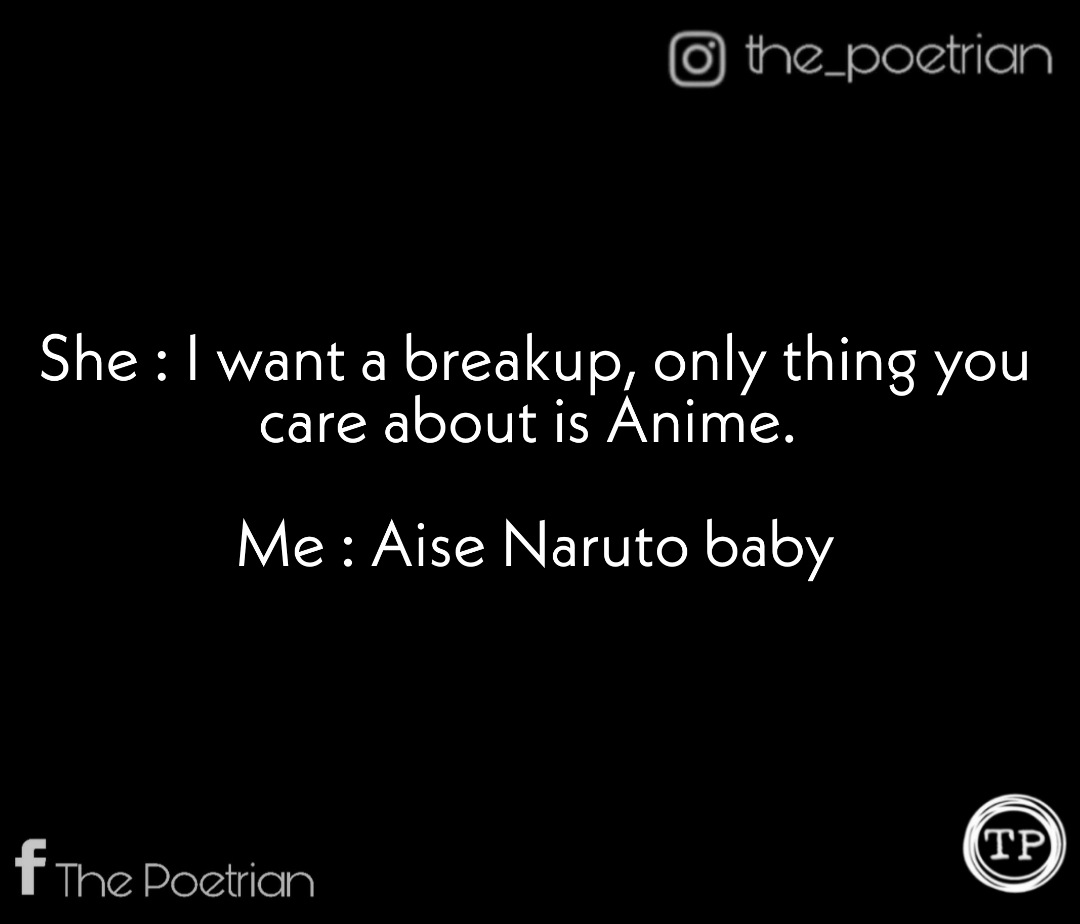 the_poetrian
She : I want a breakup, only thing you
care about is Anime.
Me : Aise Naruto baby
TP
f The Poetrian